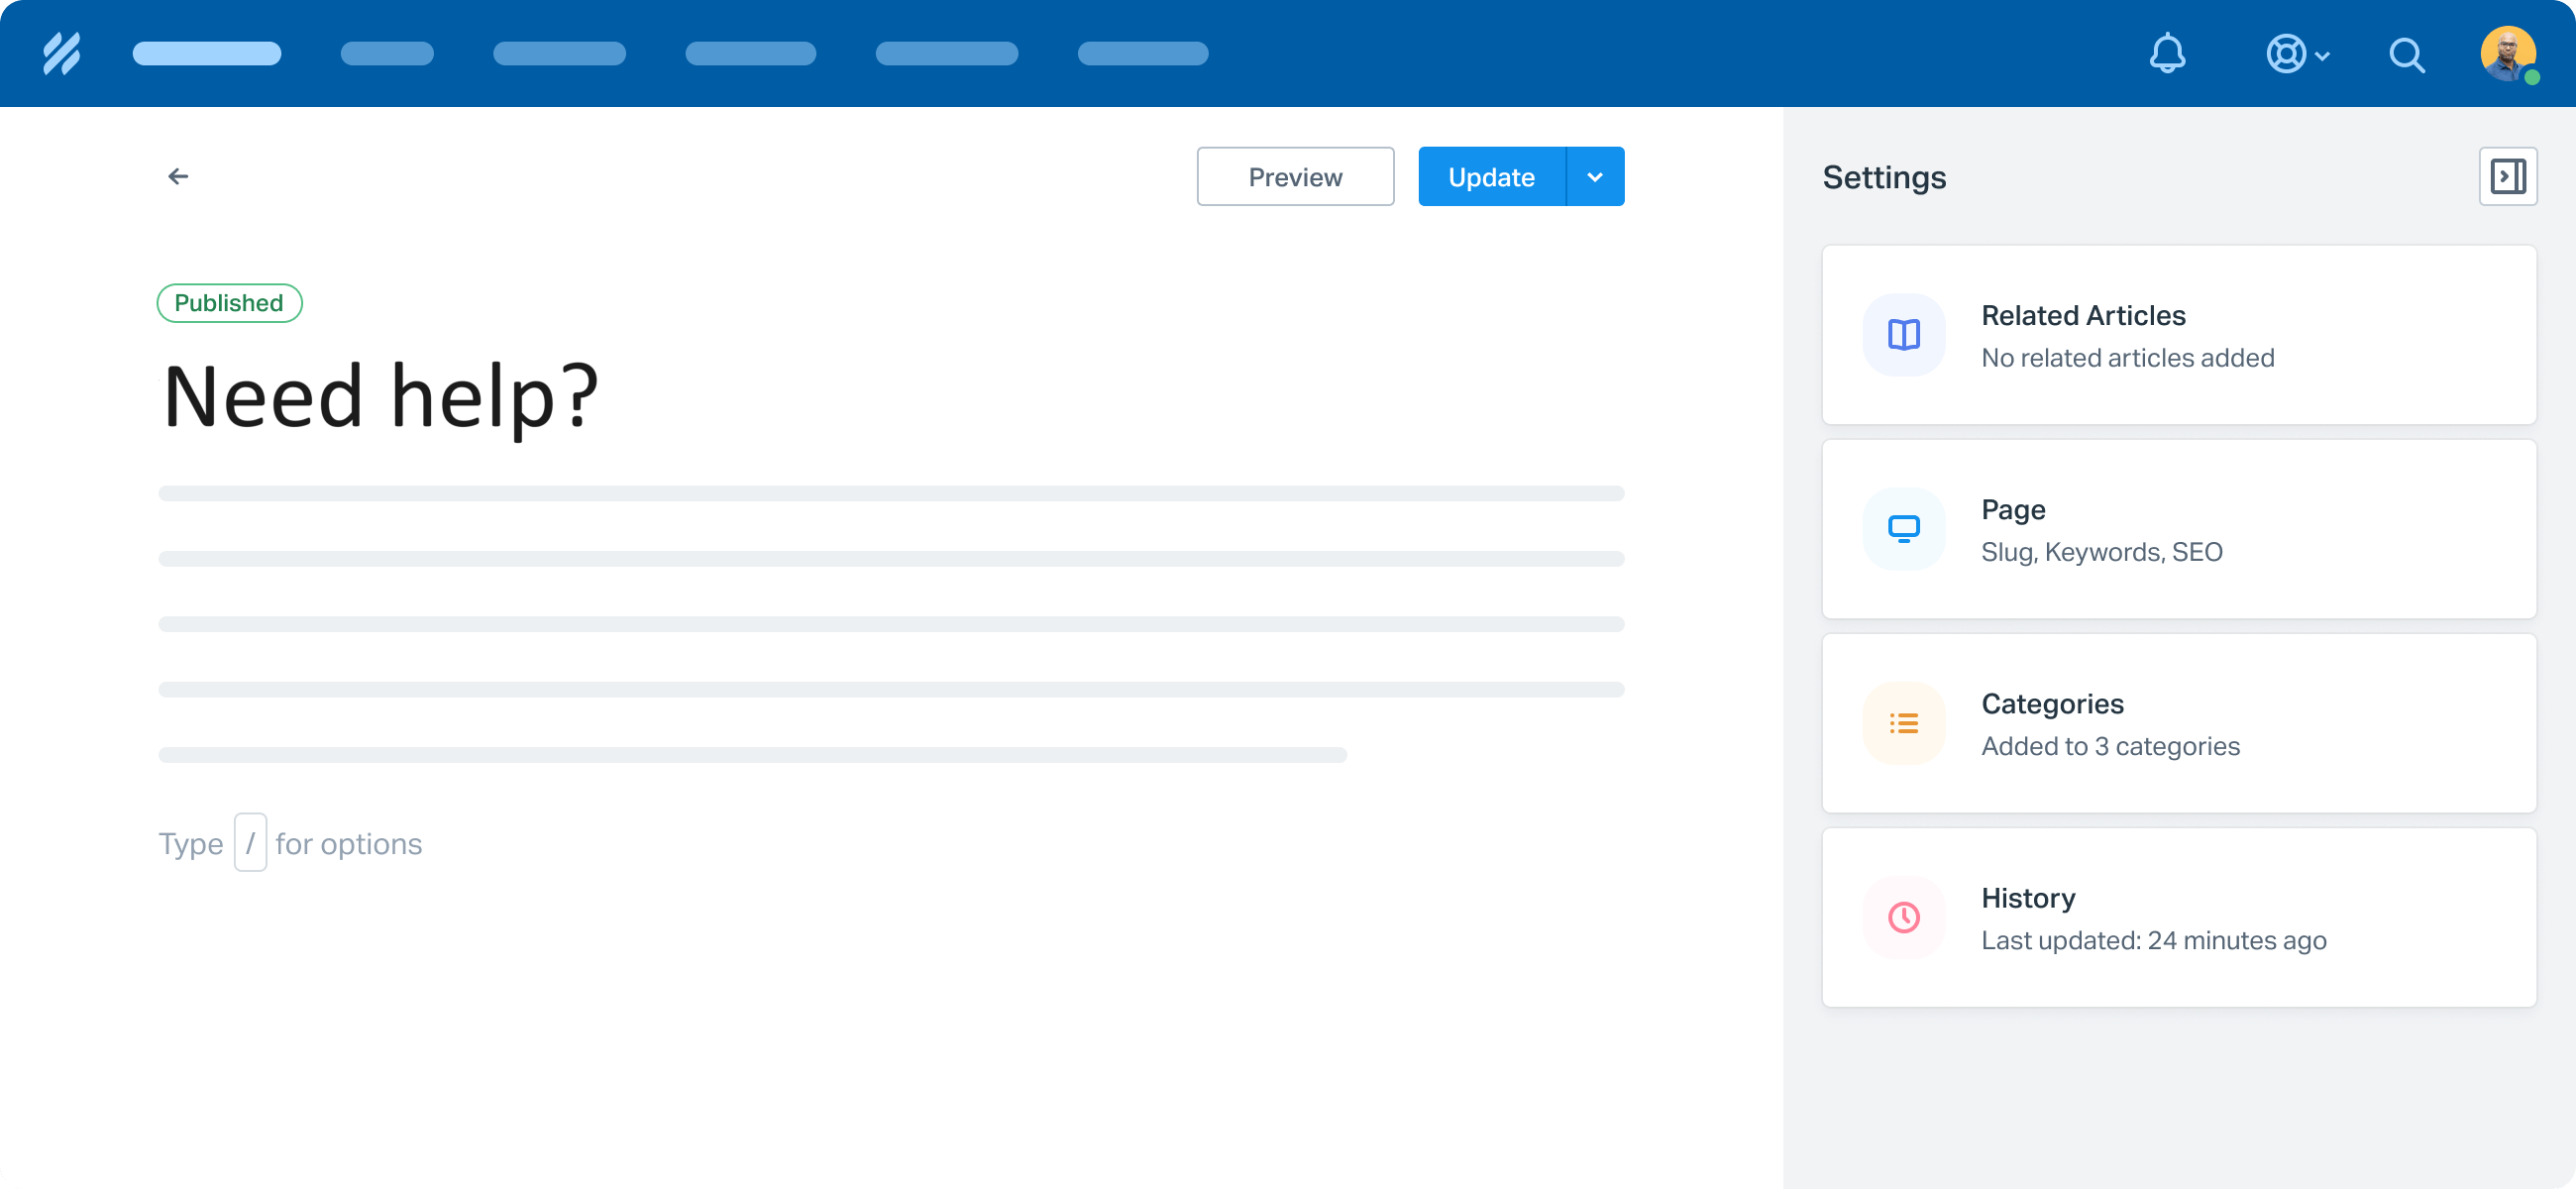 Preview
Update
Published
Need help?
Type / for options
Settings
Related Articles
No related articles added
Page
Slug, Keywords, SEO
Categories
Added to 3 categories
History
Last updated: 24 minutes ago